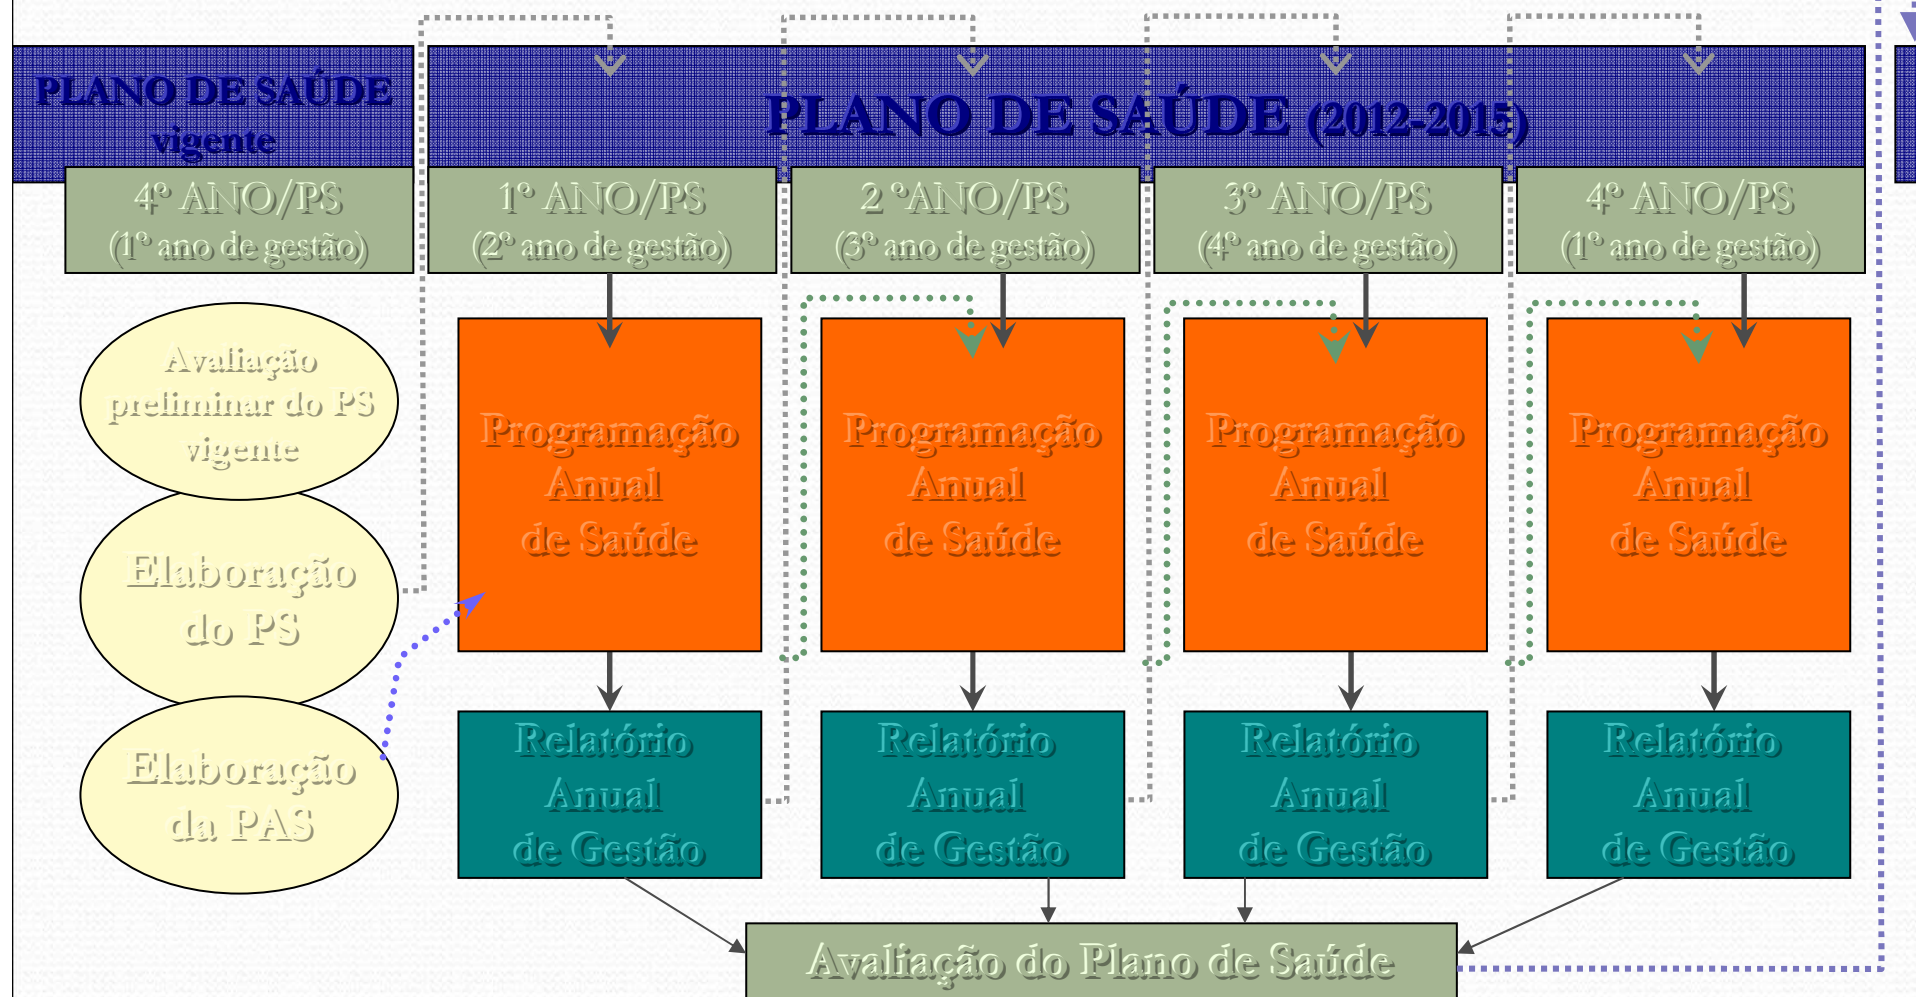 PLANO DE SAÚDE
vigente
PLANO DE SAÚDE (2012-2015)
4º ANO/PS
(1º ano de gestão)
1º ANO/PS
(2º ano de gestão)
2 ºANO/PS
(3º ano de gestão)
3º ANO/PS
(4º ano de gestão)
4º ANO/PS
(1º ano de gestão)
Avaliação
preliminar do PS
vigente
Elaboração
do PS
Elaboração
da PAS
Programação
Anual
de Saúde
Programação
Anual
de Saúde
Programação
Anual
de Saúde
Programação
Anual
de Saúde
Relatório
Anual
de Gestão
Relatório
Anual
de Gestão
Relatório
Anual
de Gestão
Relatório
Anual
de Gestão
Avaliação do Plano de Saúde